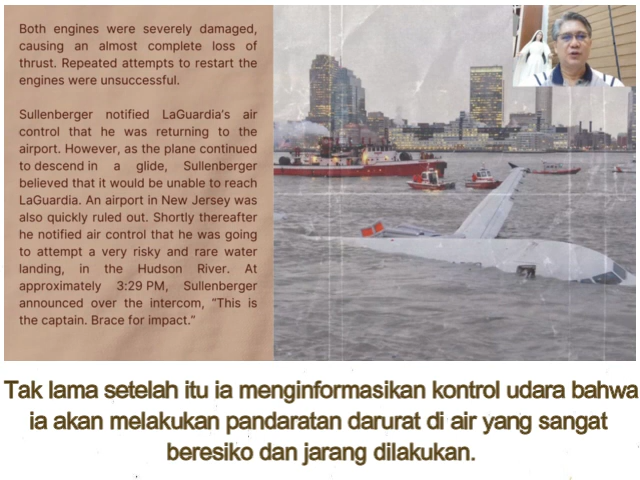 Both engines were severely damaged,
causing an almost complete loss of
thrust. Repeated attempts to restart the
engines were unsuccessful.
Sullenberger notified LaGuardia's air
control that he was returning to the
airport. However, as the plane continued
to descend in a glide, Sullenberger
believed that it would be unable to reach
LaGuardia. An airport in New Jersey was
also quickly ruled out. Shortly thereafter
he notified air control that he was going
to attempt a very risky and rare water
landing, in the Hudson River. At
approximately 3:29 PM, Sullenberger
announced over the intercom, "This is
the captain. Brace for impact."
Tak lama setelah itu ia menginformasikan kontrol udara bahwa
ia akan melakukan pandaratan darurat di air yang sangat
beresiko dan jarang dilakukan.